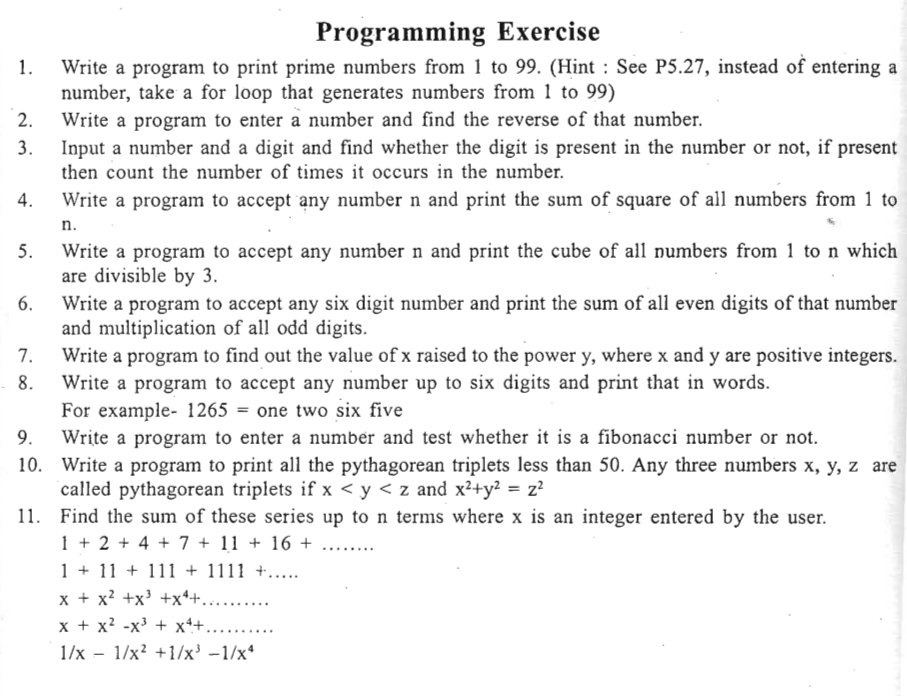 Programming Exercise
1. Write a program to print prime numbers from 1 to 99. (Hint : See P5.27, instead of entering a
number, take a for loop that generates numbers from 1 to 99)
2. Write a program to enter a number and find the reverse of that number.
3. Input a number and a digit and find whether the digit is present in the number or not, if present
then count the number of times it occurs in the number.
4. Write a program to accept any number n and print the sum of square of all numbers from 1 to
n.
5. Write a program to accept any number n and print the cube of all numbers from 1 to n which
are divisible by 3.
6. Write a program to accept any six digit number and print the sum of all even digits of that number
and multiplication of all odd digits.
7. Write a program to find out the value of x raised to the power y, where x and y are positive integers.
8. Write a program to accept any number up to six digits and print that in words.
For example- 1265 = one two six five
9. Write a program to enter a number and test whether it is a fibonacci number or not.
10. Write a program to print all the pythagorean triplets less than 50. Any three numbers x, y, z are
called pythagorean triplets if x < y < z and x²+y² = z²
11. Find the sum of these series up to n terms where x is an integer entered by the user.
1 + 2 + 4 + 7 + 11 + 16 + ........
1 + 11 + 111 + 1111 +.....
x + x² +x³ +x⁴+..........
x + x² -x³ + x⁴+..........
1/x – 1/x² +1/x³ –1/x⁴